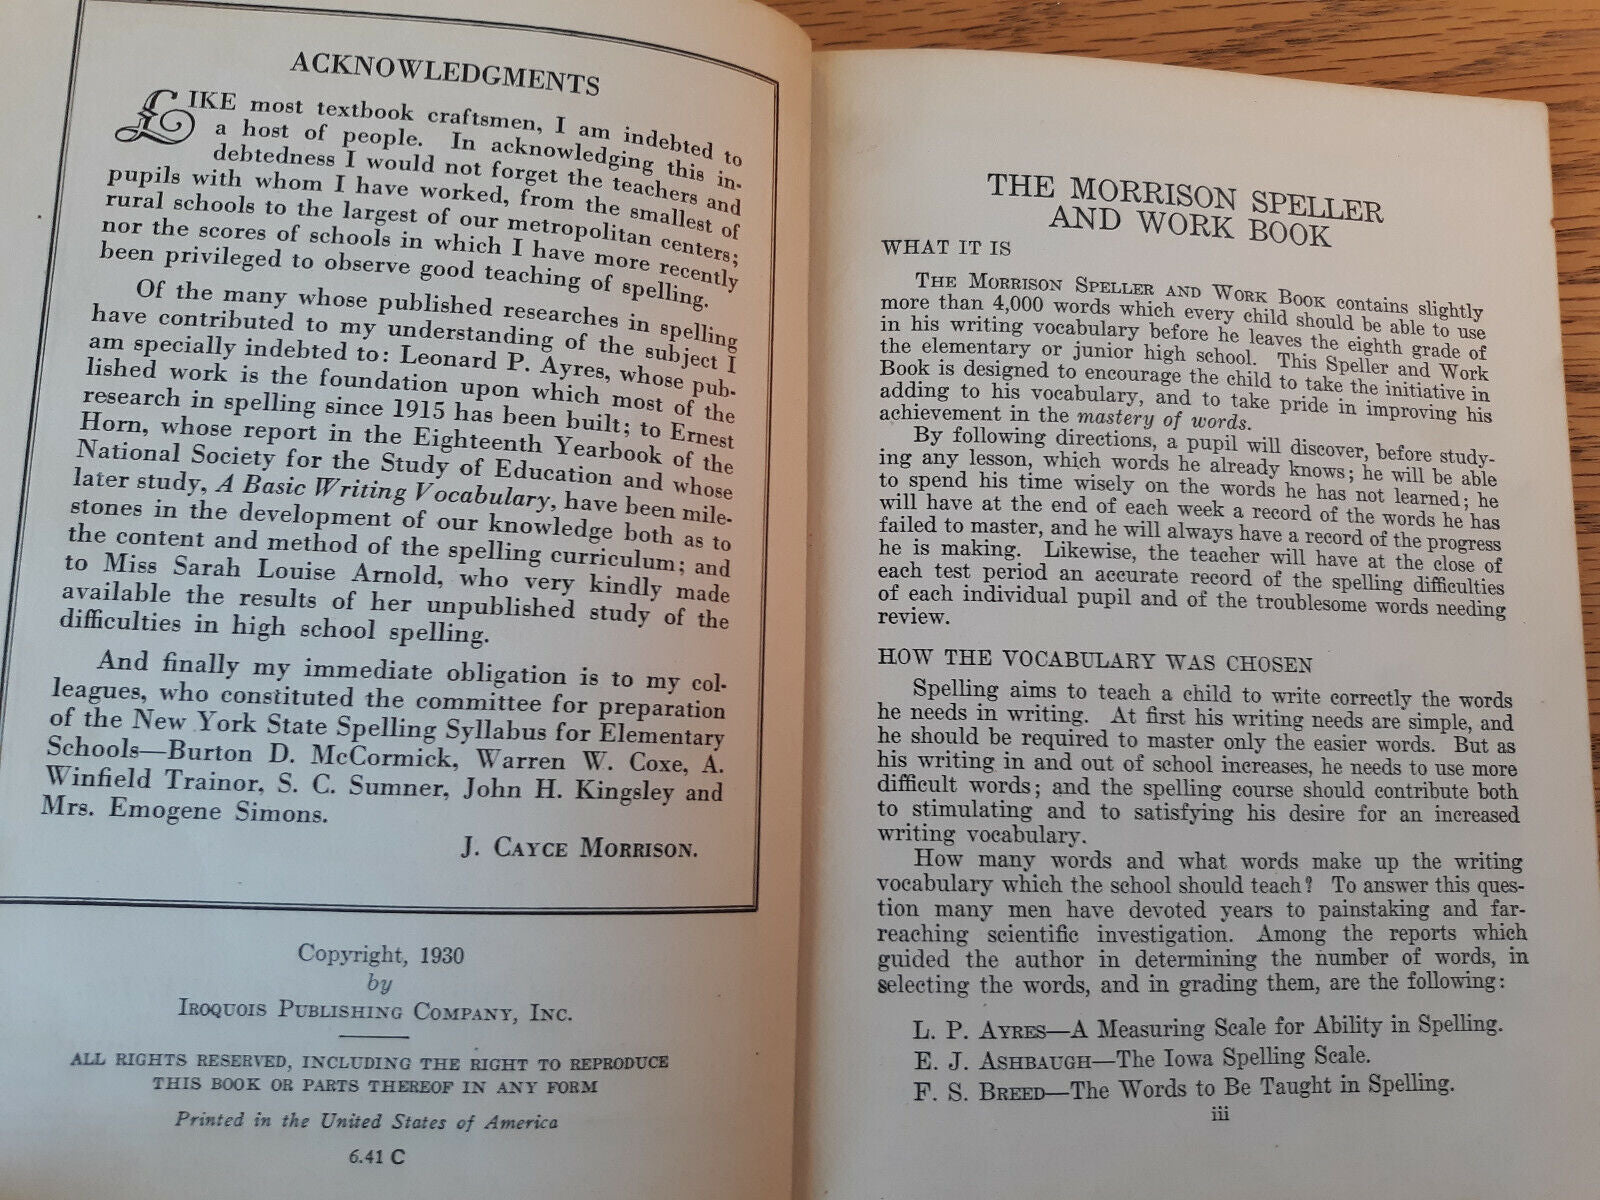 ACKNOWLEDGMENTS
LIKE most textbook craftsmen, I am indebted to
a host of people. In acknowledging this in-
debtedness I would not forget the teachers and
pupils with whom I have worked, from the smallest of
rural schools to the largest of our metropolitan centers;
nor the scores of schools in which I have more recently
been privileged to observe good teaching of spelling.
Of the many whose published researches in spelling
have contributed to my understanding of the subject I
am specially indebted to: Leonard P. Ayres, whose pub-
lished work is the foundation upon which most of the
research in spelling since 1915 has been built; to Ernest
Horn, whose report in the Eighteenth Yearbook of the
National Society for the Study of Education and whose
later study, A Basic Writing Vocabulary, have been mile-
stones in the development of our knowledge both as to
the content and method of the spelling curriculum; and
to Miss Sarah Louise Arnold, who very kindly made
available the results of her unpublished study of the
difficulties in high school spelling.
And finally my immediate obligation is to my col-
leagues, who constituted the committee for preparation
of the New York State Spelling Syllabus for Elementary
Schools—Burton D. McCormick, Warren W. Coxe, A.
Winfield Trainor, S. C. Sumner, John H. Kingsley and
Mrs. Emogene Simons.
J. CAYCE MORRISON.
Copyright, 1930
by
IROQUOIS PUBLISHING COMPANY, INC.
ALL RIGHTS RESERVED, INCLUDING THE RIGHT TO REPRODUCE
THIS BOOK OR PARTS THEREOF IN ANY FORM
Printed in the United States of America
6.41 C
THE MORRISON SPELLER
AND WORK BOOK
WHAT IT IS
THE MORRISON SPELLER AND WORK BOOK contains slightly
more than 4,000 words which every child should be able to use
in his writing vocabulary before he leaves the eighth grade of
the elementary or junior high school. This Speller and Work
Book is designed to encourage the child to take the initiative in
adding to his vocabulary, and to take pride in improving his
achievement in the mastery of words.
By following directions, a pupil will discover, before study-
ing any lesson, which words he already knows; he will be able
to spend his time wisely on the words he has not learned; he
will have at the end of each week a record of the words he has
failed to master, and he will always have a record of the progress
he is making. Likewise, the teacher will have at the close of
each test period an accurate record of the spelling difficulties
of each individual pupil and of the troublesome words needing
review.
HOW THE VOCABULARY WAS CHOSEN
Spelling aims to teach a child to write correctly the words
he needs in writing. At first his writing needs are simple, and
he should be required to master only the easier words. But as
his writing in and out of school increases, he needs to use more
difficult words; and the spelling course should contribute both
to stimulating and to satisfying his desire for an increased
writing vocabulary.
How many words and what words make up the writing
vocabulary which the school should teach? To answer this ques-
tion many men have devoted years to painstaking and far-
reaching scientific investigation. Among the reports which
guided the author in determining the number of words, in
selecting the words, and in grading them, are the following:
L. P. AYRES—A Measuring Scale for Ability in Spelling.
E. J. ASHBAUGH—The Iowa Spelling Scale.
F. S. BREED—The Words to Be Taught in Spelling.
iii